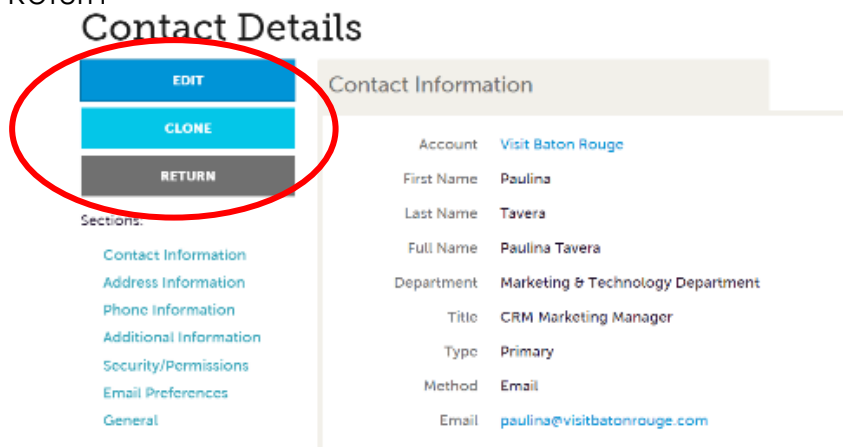 Contact Details
EDIT
CLONE
RETURN
Sections:
Contact Information
Address Information
Phone Information
Additional Information
Security/Permissions
Email Preferences
General
Contact Information
Account Visit Baton Rouge
First Name Paulina
Last Name Tavera
Full Name Paulina Tavera
Department Marketing & Technology Department
Title CRM Marketing Manager
Type Primary
Method Email
Email paulina@visitbatonrouge.com